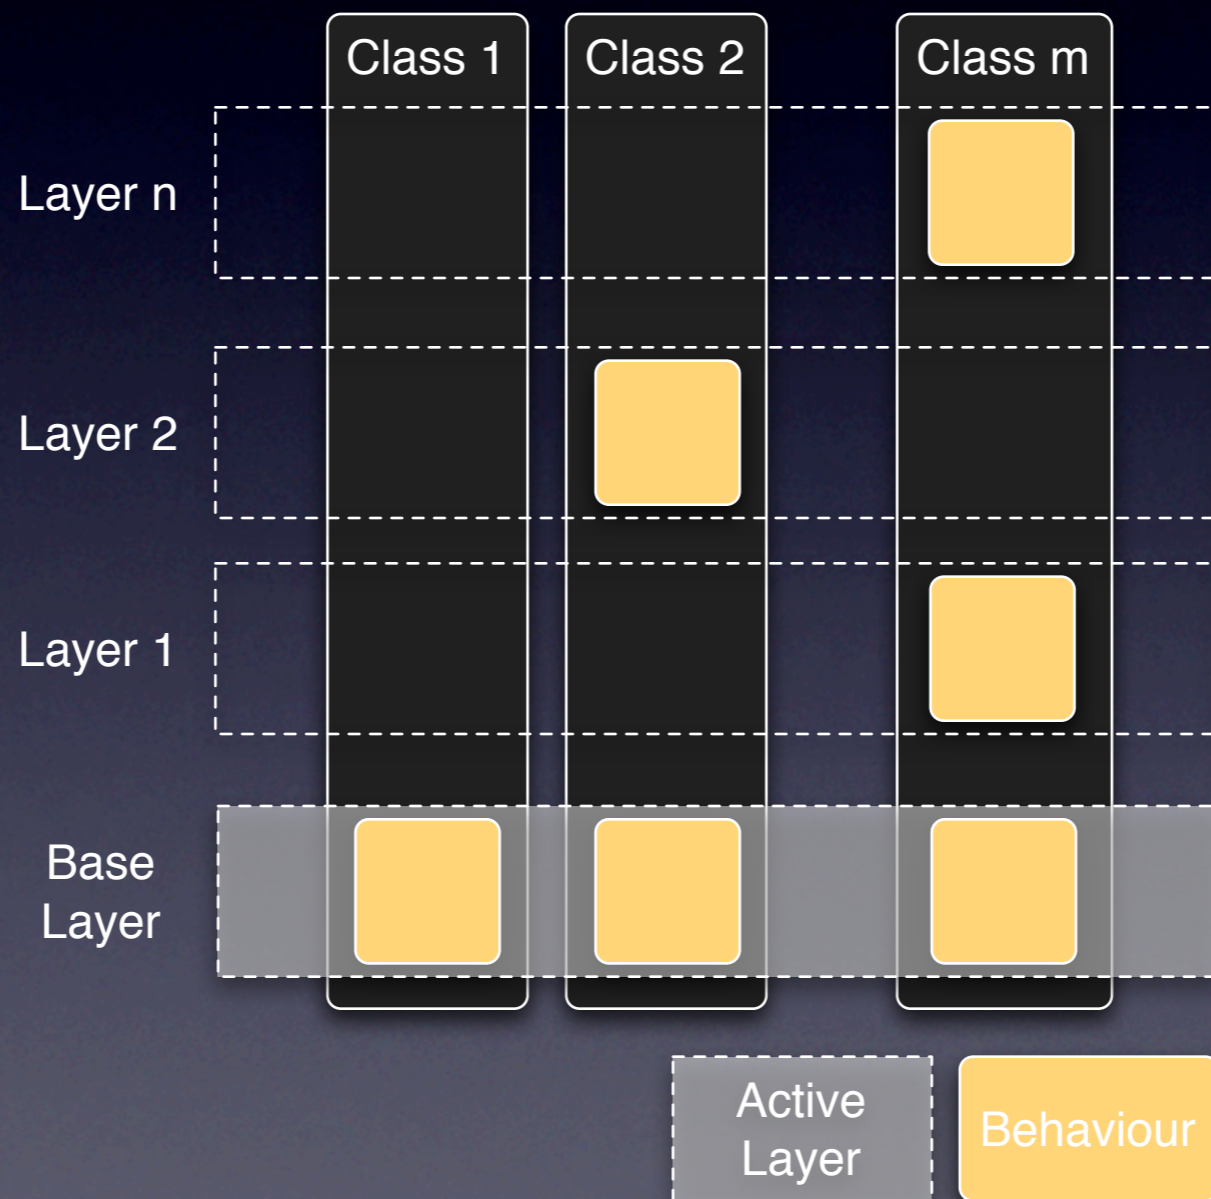 Class 1
Class 2
Class m
Layer n
Layer 2
Layer 1
Base
Layer
Active
Layer
Behaviour